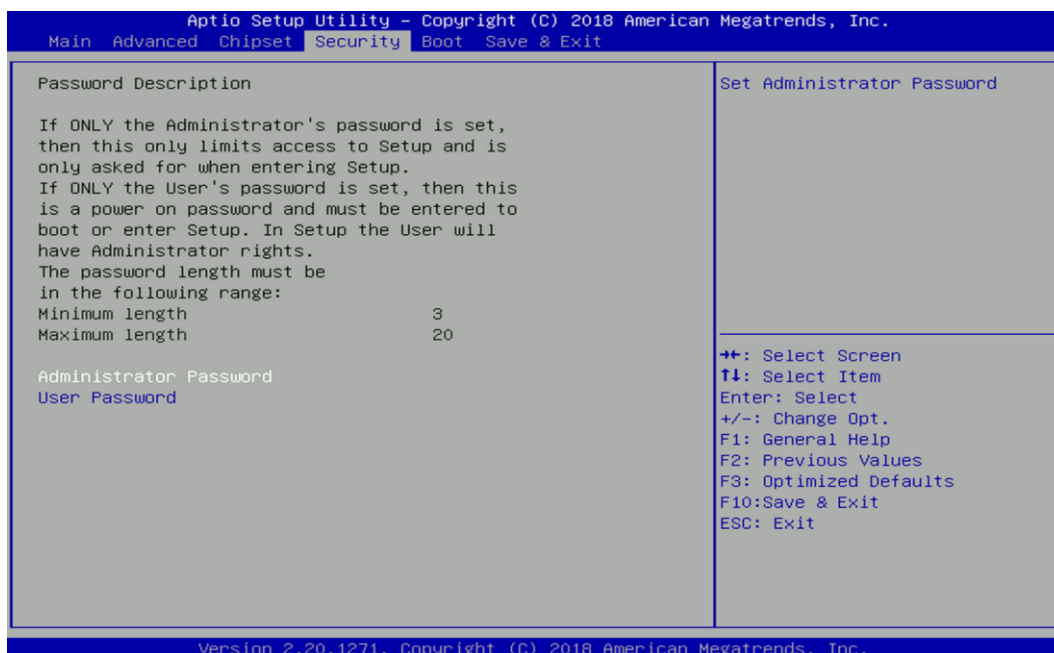 Aptio Setup Utility – Copyright (C) 2018 American Megatrends, Inc.
Main Advanced Chipset Security Boot Save & Exit
Password Description
If ONLY the Administrator's password is set,
then this only limits access to Setup and is
only asked for when entering Setup.
If ONLY the User's password is set, then this
is a power on password and must be entered to
boot or enter Setup. In Setup the User will
have Administrator rights.
The password length must be
in the following range:
Minimum length 3
Maximum length 20
Administrator Password
User Password
Set Administrator Password
→←: Select Screen
↑↓: Select Item
Enter: Select
+/-: Change Opt.
F1: General Help
F2: Previous Values
F3: Optimized Defaults
F10:Save & Exit
ESC: Exit
Version 2.20.1271. Copyright (C) 2018 American Megatrends, Inc.